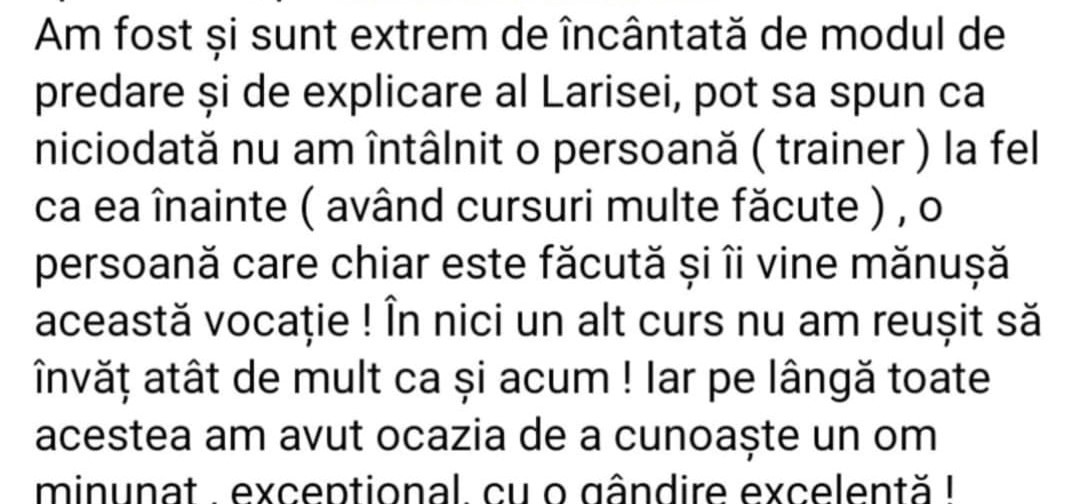 Am fost și sunt extrem de încântată de modul de
predare și de explicare al Larisei, pot sa spun ca
niciodată nu am întâlnit o persoană ( trainer ) la fel
ca ea înainte ( având cursuri multe făcute ) , o
persoană care chiar este făcută și îi vine mănușă
această vocație ! În nici un alt curs nu am reușit să
învăț atât de mult ca și acum ! Iar pe lângă toate
acestea am avut ocazia de a cunoaște un om
minunat , excepțional, cu o gândire excelentă !